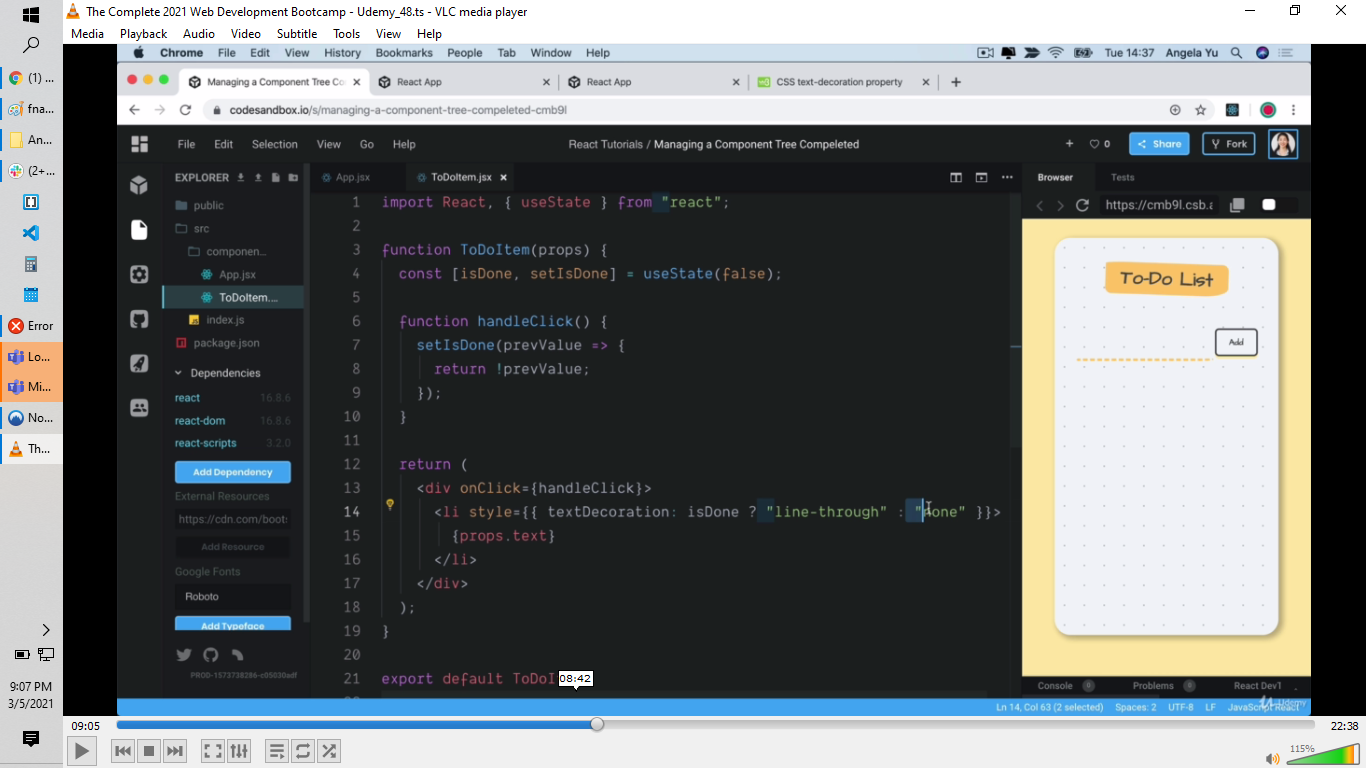 The Complete 2021 Web Development Bootcamp - Udemy_48.ts - VLC media player
Media Playback Audio Video Subtitle Tools View Help
Chrome File Edit View History Bookmarks People Tab Window Help
Tue 14:37 Angela Yu
Managing a Component Tree Co
React App
React App
CSS text-decoration property
codesandbox.io/s/managing-a-component-tree-compeleted-cmb9l
File Edit Selection View Go Help
React Tutorials / Managing a Component Tree Compeleted
0
Share
Fork
EXPLORER
App.jsx
ToDoItem.jsx
Browser
Tests
https://cmb9l.csb.a
public
src
componen...
App.jsx
ToDoItem....
index.js
package.json
Dependencies
react 16.8.6
react-dom 16.8.6
react-scripts 3.2.0
Add Dependency
External Resources
https://cdn.com/boot
Add Resource
Google Fonts
Roboto
Add Typeface
PROD-1573738286-c05030adf
1 import React, { useState } from "react";
2
3 function ToDoItem(props) {
4 const [isDone, setIsDone] = useState(false);
5
6 function handleClick() {
7 setIsDone(prevValue => {
8 return !prevValue;
9 });
10 }
11
12 return (
13 <div onClick={handleClick}>
14 <li style={{ textDecoration: isDone ? "line-through" : "none" }}>
15 {props.text}
16 </li>
17 </div>
18 );
19 }
20
21 export default ToDoI
08:42
To-Do List
Add
Console 0
Problems 0
React DevT
Ln 14, Col 63 (2 selected) Spaces: 2 UTF-8 LF JavaScript React
Udemy
(1) ...
fna...
An...
(2+...
Error
Lo...
Mi...
No...
Th...
9:07 PM
3/5/2021
09:05
22:38
115%